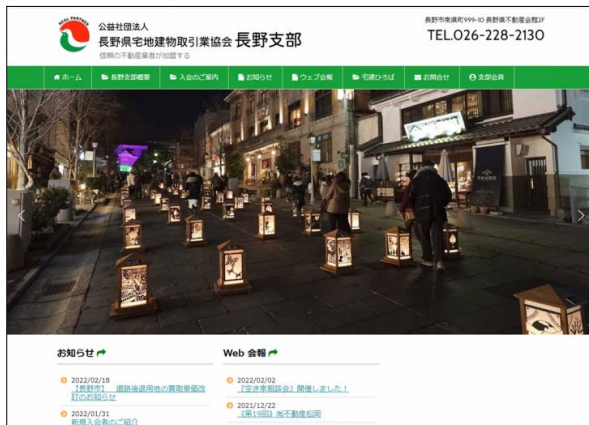 REAL PARTNER
公益社団法人
長野県宅地建物取引業協会 長野支部
信頼の不動産業者が加盟する
長野市南県町999-10 長野県不動産会館2F
TEL.026-228-2130
ホーム
長野支部概要
入会のご案内
お知らせ
ウェブ会報
宅建ひろば
お問合せ
支部会員
お知らせ
2022/02/18
【長野市】 道路後退用地の買取単価改
訂のお知らせ
2022/01/31
新規入会者のご紹介
Web 会報
2022/02/02
『空き家相談会』開催しました！
2021/12/22
《第19回》㈲不動産松岡